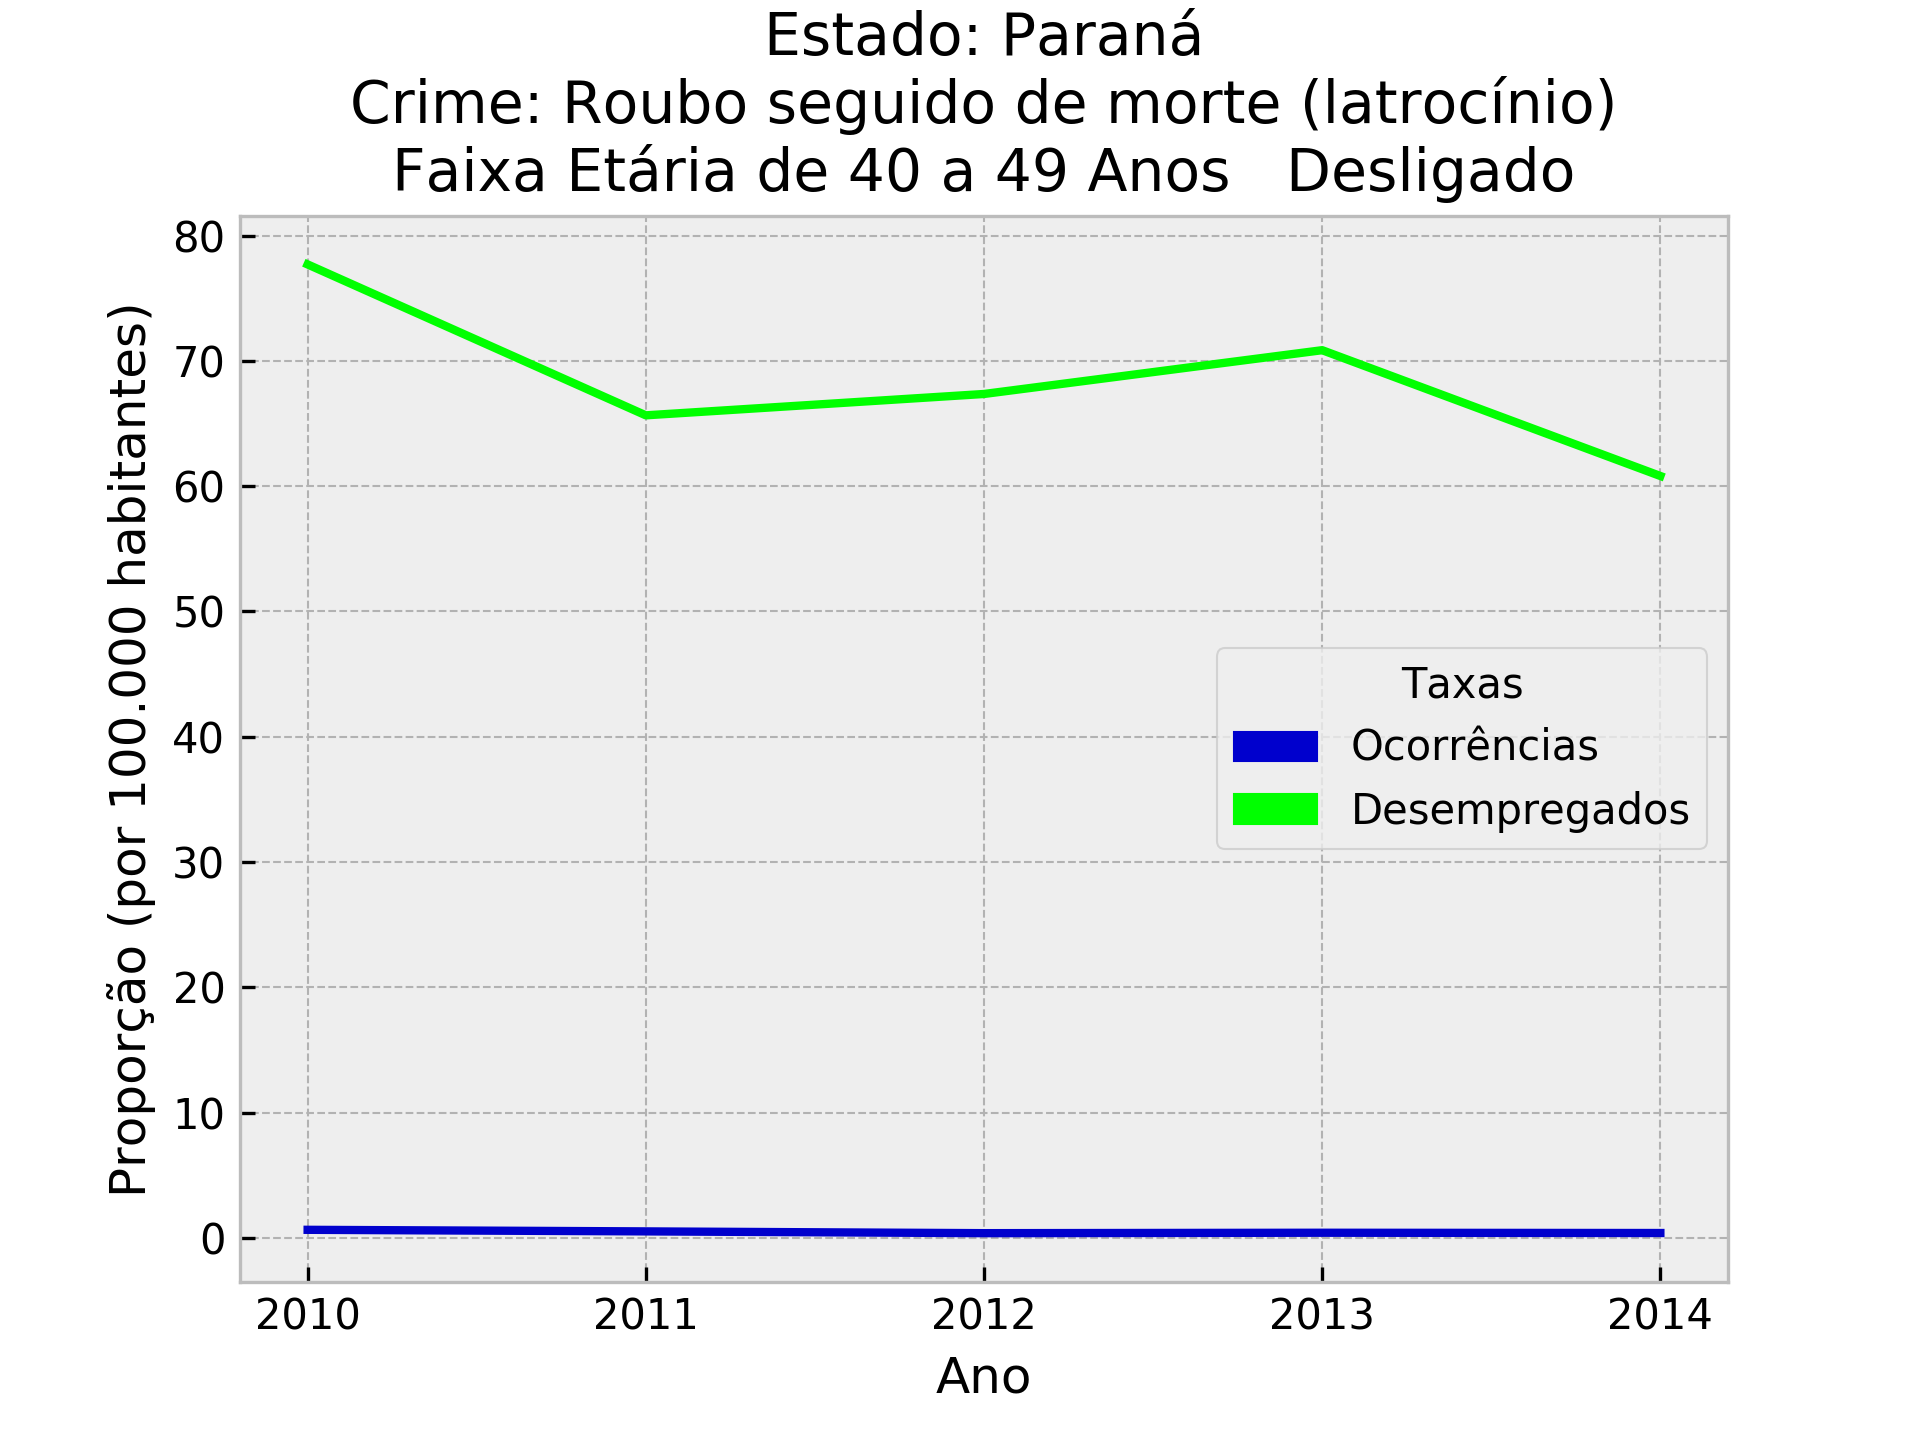 Estado: Paraná
Crime: Roubo seguido de morte (latrocínio)
Faixa Etária de 40 a 49 Anos   Desligado
Proporção (por 100.000 habitantes)
80
70
60
50
40
30
20
10
0
Taxas
Ocorrências
Desempregados
2010
2011
2012
2013
2014
Ano